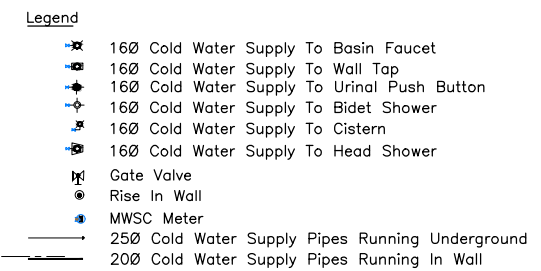 Legend
16Ø Cold Water Supply To Basin Faucet
16Ø Cold Water Supply To Wall Tap
16Ø Cold Water Supply To Urinal Push Button
16Ø Cold Water Supply To Bidet Shower
16Ø Cold Water Supply To Cistern
16Ø Cold Water Supply To Head Shower
Gate Valve
Rise In Wall
MWSC Meter
25Ø Cold Water Supply Pipes Running Underground
20Ø Cold Water Supply Pipes Running In Wall